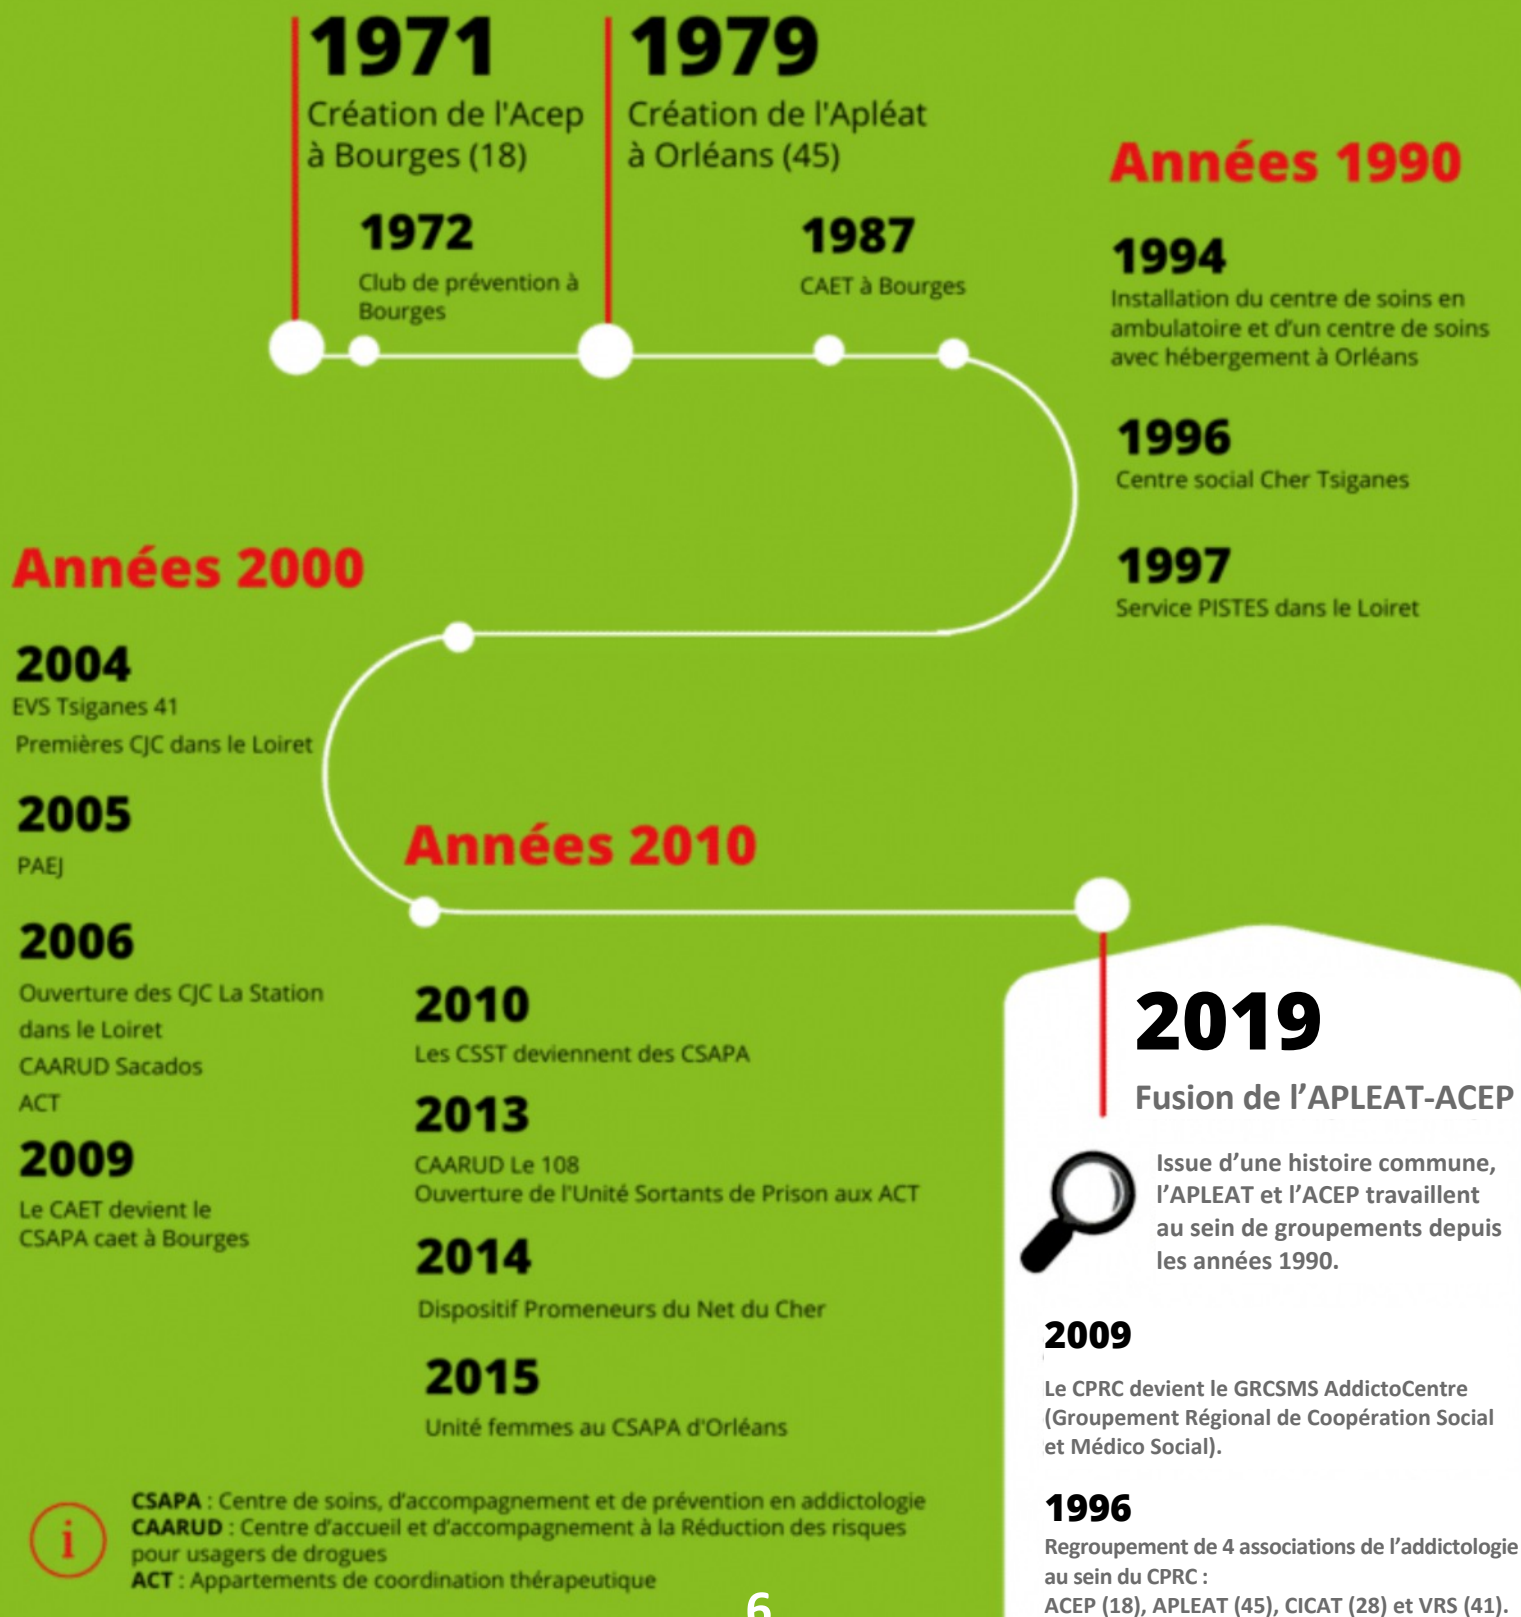 1971
Création de l'Acep
à Bourges (18)
1979
Création de l'Apléat
à Orléans (45)
1972
Club de prévention à
Bourges
1987
CAET à Bourges
Années 1990
1994
Installation du centre de soins en
ambulatoire et d'un centre de soins
avec hébergement à Orléans
1996
Centre social Cher Tsiganes
1997
Service PISTES dans le Loiret
Années 2000
2004
EVS Tsiganes 41
Premières CJC dans le Loiret
2005
PAEJ
2006
Ouverture des CJC La Station
dans le Loiret
CAARUD Sacados
ACT
2009
Le CAET devient le
CSAPA caet à Bourges
Années 2010
2010
Les CSST deviennent des CSAPA
2013
CAARUD Le 108
Ouverture de l'Unité Sortants de Prison aux ACT
2014
Dispositif Promeneurs du Net du Cher
2015
Unité femmes au CSAPA d'Orléans
2019
Fusion de l’APLEAT-ACEP
Issue d’une histoire commune,
l’APLEAT et l’ACEP travaillent
au sein de groupements depuis
les années 1990.
2009
Le CPRC devient le GRCSMS AddictoCentre
(Groupement Régional de Coopération Social
et Médico Social).
1996
Regroupement de 4 associations de l’addictologie
au sein du CPRC :
ACEP (18), APLEAT (45), CICAT (28) et VRS (41).
i
CSAPA : Centre de soins, d’accompagnement et de prévention en addictologie
CAARUD : Centre d’accueil et d’accompagnement à la Réduction des risques
pour usagers de drogues
ACT : Appartements de coordination thérapeutique
6